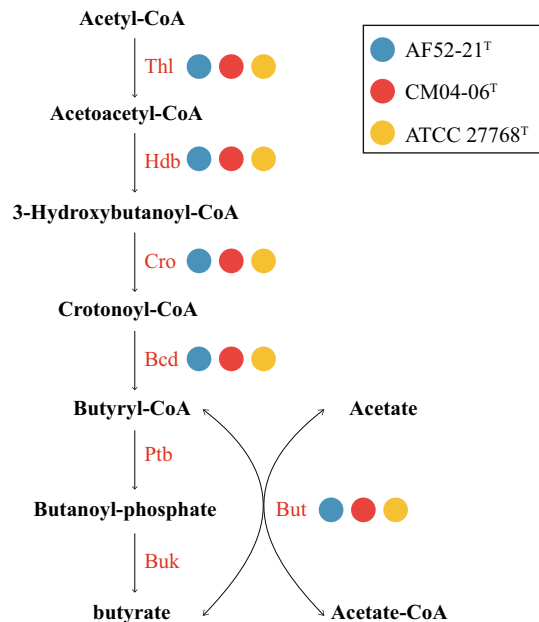 Acetyl-CoA
Thl
Acetoacetyl-CoA
Hdb
3-Hydroxybutanoyl-CoA
Cro
Crotonoyl-CoA
Bcd
Butyryl-CoA
Acetate
Ptb
Butanoyl-phosphate
But
Buk
butyrate
Acetate-CoA
AF52-21ᵀ
CM04-06ᵀ
ATCC 27768ᵀ